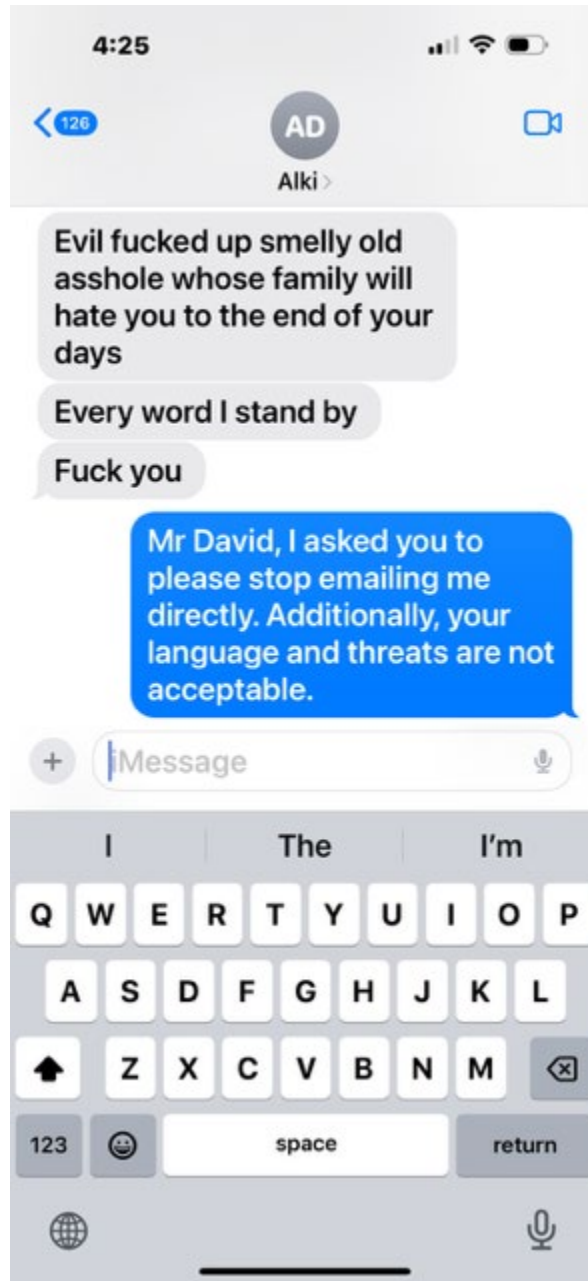 4:25
126
AD
Alki
Evil fucked up smelly old
asshole whose family will
hate you to the end of your
days
Every word I stand by
Fuck you
Mr David, I asked you to
please stop emailing me
directly. Additionally, your
language and threats are not
acceptable.
iMessage
I The I'm
Q W E R T Y U I O P
A S D F G H J K L
Z X C V B N M
123 space return